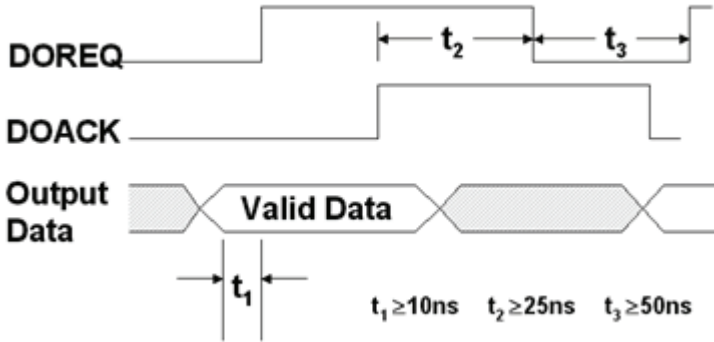 DOREQ
t2
t3
DOACK
Output
Data
Valid Data
t1
t1≥10ns t2≥25ns t3≥50ns